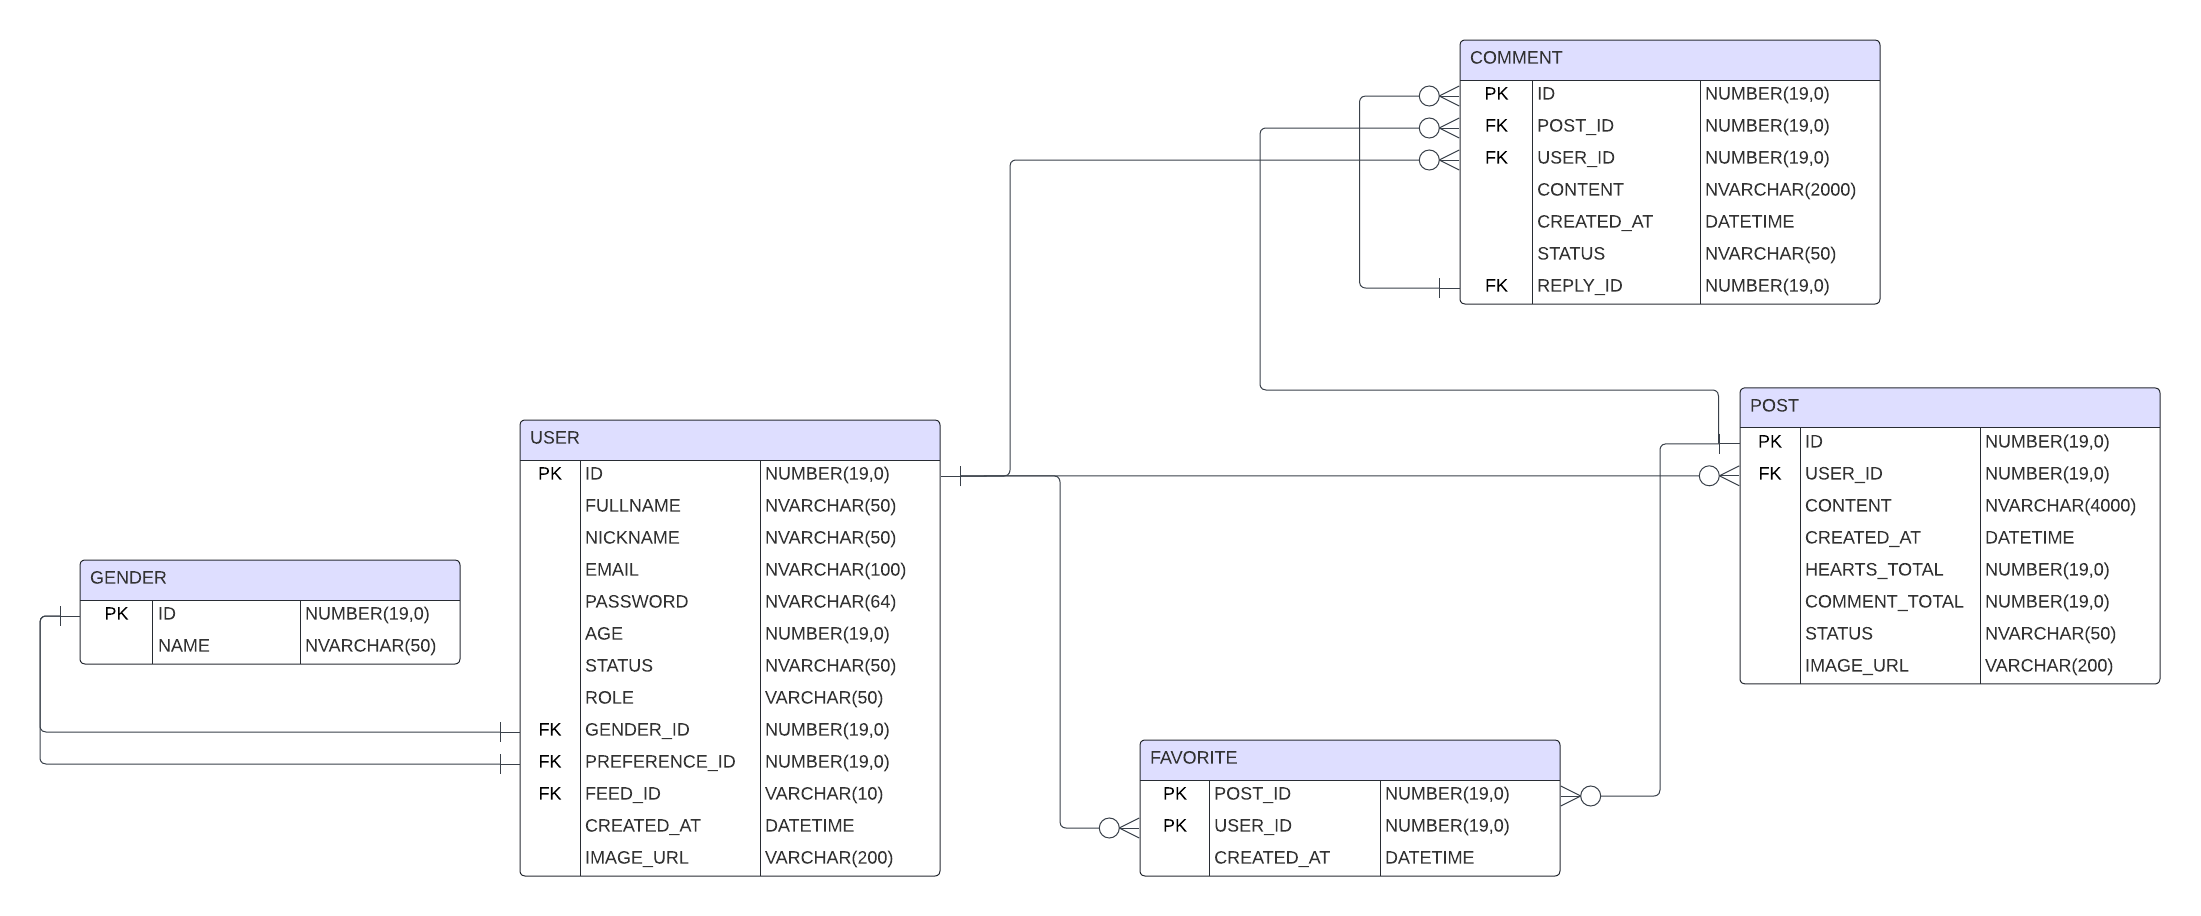 COMMENT
PK ID NUMBER(19,0)
FK POST_ID NUMBER(19,0)
FK USER_ID NUMBER(19,0)
CONTENT NVARCHAR(2000)
CREATED_AT DATETIME
STATUS NVARCHAR(50)
FK REPLY_ID NUMBER(19,0)
POST
PK ID NUMBER(19,0)
FK USER_ID NUMBER(19,0)
CONTENT NVARCHAR(4000)
CREATED_AT DATETIME
HEARTS_TOTAL NUMBER(19,0)
COMMENT_TOTAL NUMBER(19,0)
STATUS NVARCHAR(50)
IMAGE_URL VARCHAR(200)
USER
PK ID NUMBER(19,0)
FULLNAME NVARCHAR(50)
NICKNAME NVARCHAR(50)
EMAIL NVARCHAR(100)
PASSWORD NVARCHAR(64)
AGE NUMBER(19,0)
STATUS NVARCHAR(50)
ROLE VARCHAR(50)
FK GENDER_ID NUMBER(19,0)
FK PREFERENCE_ID NUMBER(19,0)
FK FEED_ID VARCHAR(10)
CREATED_AT DATETIME
IMAGE_URL VARCHAR(200)
GENDER
PK ID NUMBER(19,0)
NAME NVARCHAR(50)
FAVORITE
PK POST_ID NUMBER(19,0)
PK USER_ID NUMBER(19,0)
CREATED_AT DATETIME